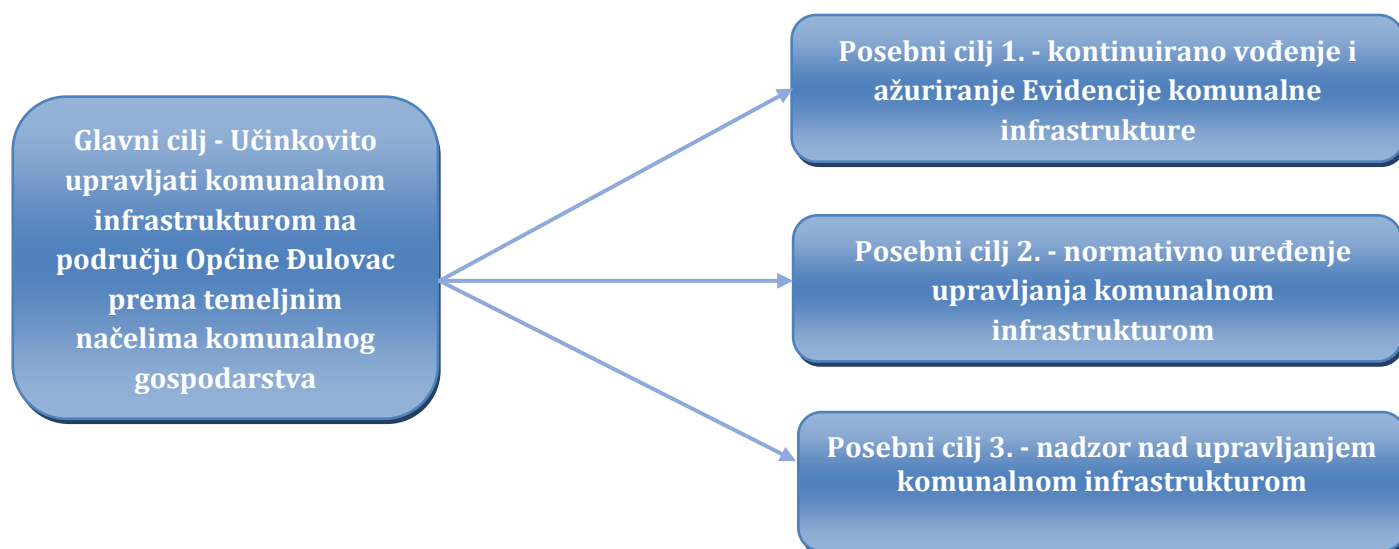 Glavni cilj - Učinkovito
upravljati komunalnom
infrastrukturom na
području Općine Đulovac
prema temeljnim
načelima komunalnog
gospodarstva
Posebni cilj 1. - kontinuirano vođenje i
ažuriranje Evidencije komunalne
infrastrukture
Posebni cilj 2. - normativno uređenje
upravljanja komunalnom
infrastrukturom
Posebni cilj 3. - nadzor nad upravljanjem
komunalnom infrastrukturom